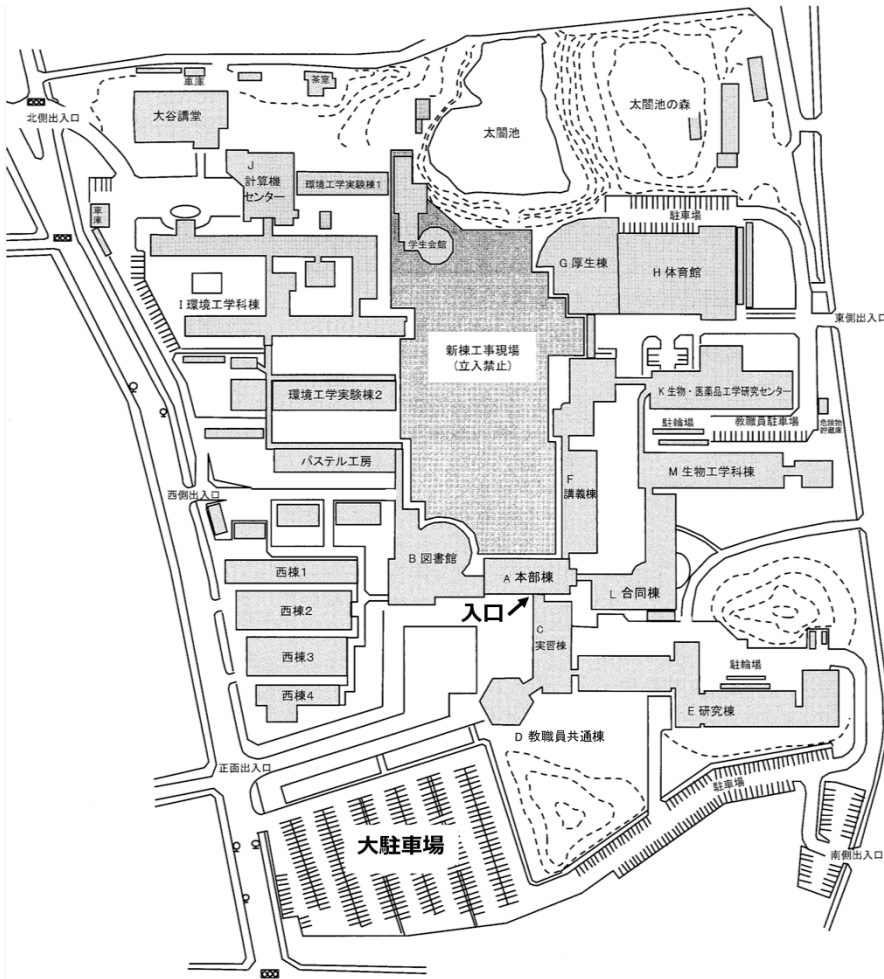 車庫
茶室
北側出入口
大谷講堂
太閤池
太閤池の森
J
計算機
センター
環境工学実験棟1
車庫
駐車場
学生会館
G 厚生棟
H 体育館
I 環境工学科棟
東側出入口
新棟工事現場
(立入禁止)
環境工学実験棟2
K 生物・医薬品工学研究センター
駐輪場
教職員駐車場
危険物
貯蔵庫
パステル工房
F
講義棟
M 生物工学科棟
西側出入口
B 図書館
A 本部棟
西棟1
入口
L 合同棟
西棟2
C
実習棟
西棟3
駐輪場
西棟4
E 研究棟
D 教職員共通棟
正面出入口
駐車場
大駐車場
南側出入口